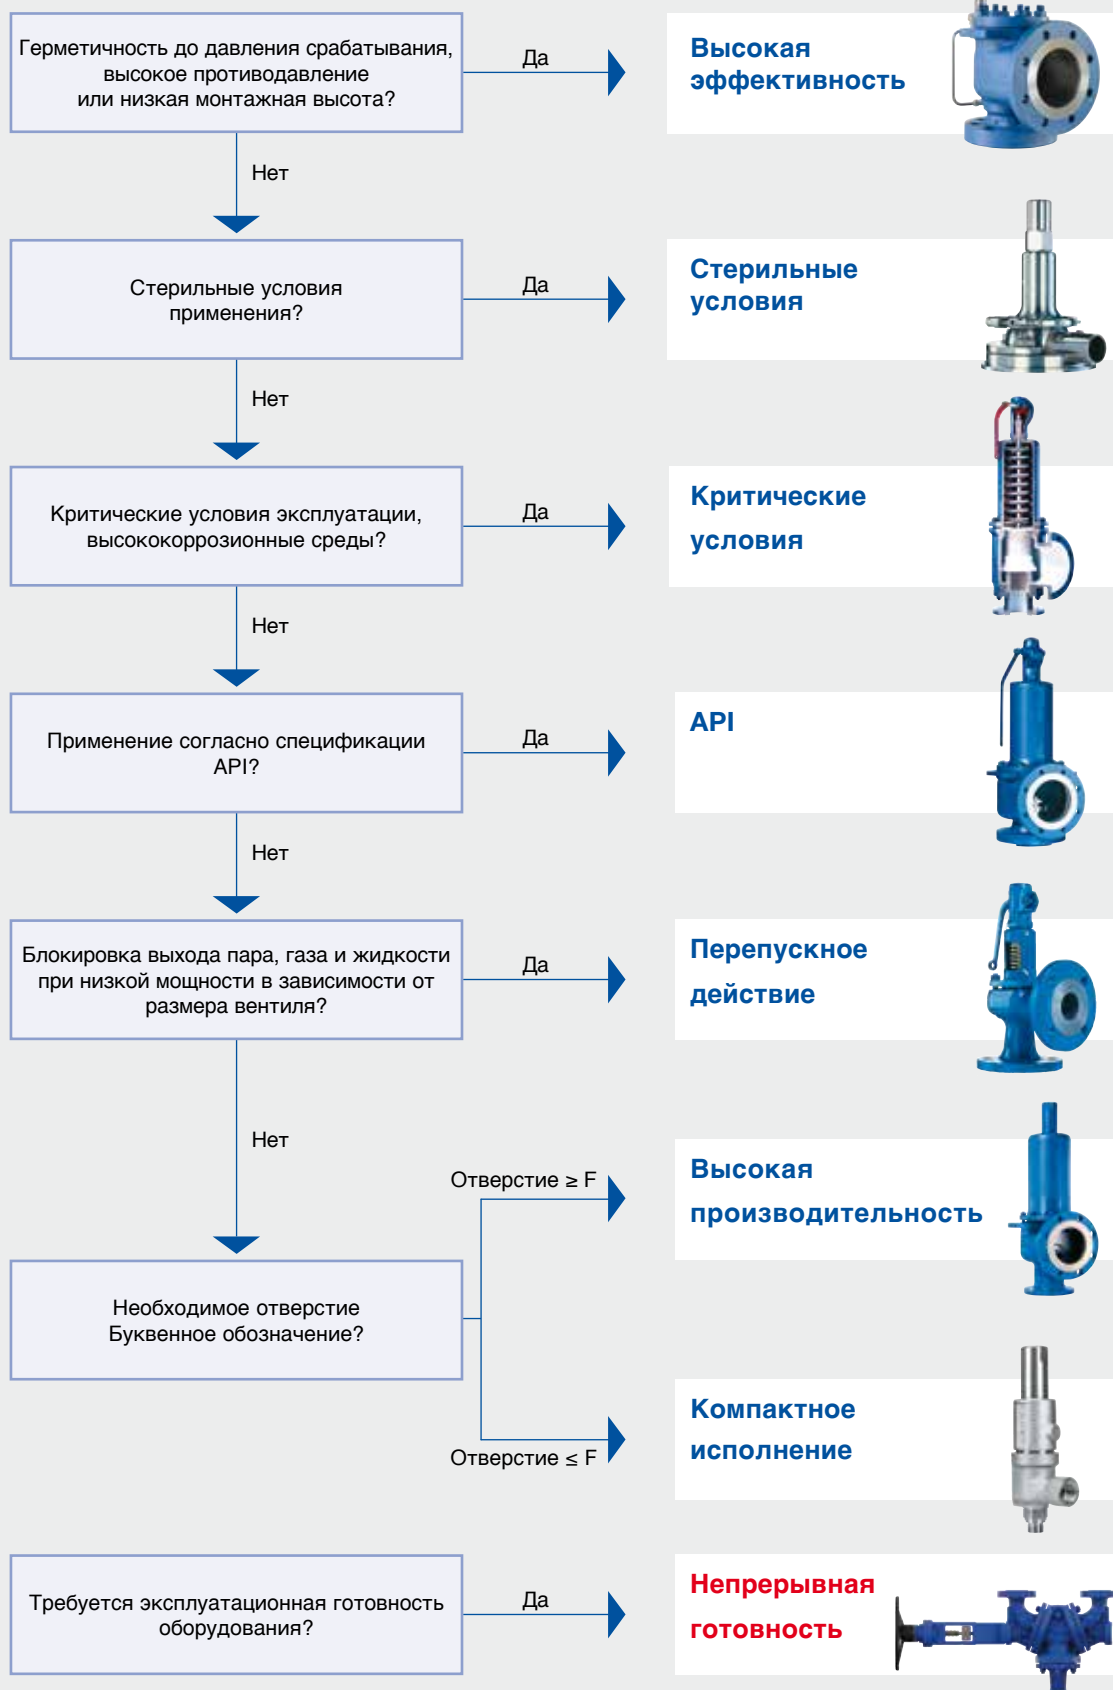 Герметичность до давления срабатывания,
высокое противодавление
или низкая монтажная высота?
Да
Высокая
эффективность
Нет
Стерильные условия
применения?
Да
Стерильные
условия
Нет
Критические условия эксплуатации,
высококоррозионные среды?
Да
Критические
условия
Нет
Применение согласно спецификации
API?
Да
API
Нет
Блокировка выхода пара, газа и жидкости
при низкой мощности в зависимости от
размера вентиля?
Да
Перепускное
действие
Нет
Отверстие ≥ F
Высокая
производительность
Необходимое отверстие
Буквенное обозначение?
Отверстие ≤ F
Компактное
исполнение
Требуется эксплуатационная готовность
оборудования?
Да
Непрерывная
готовность